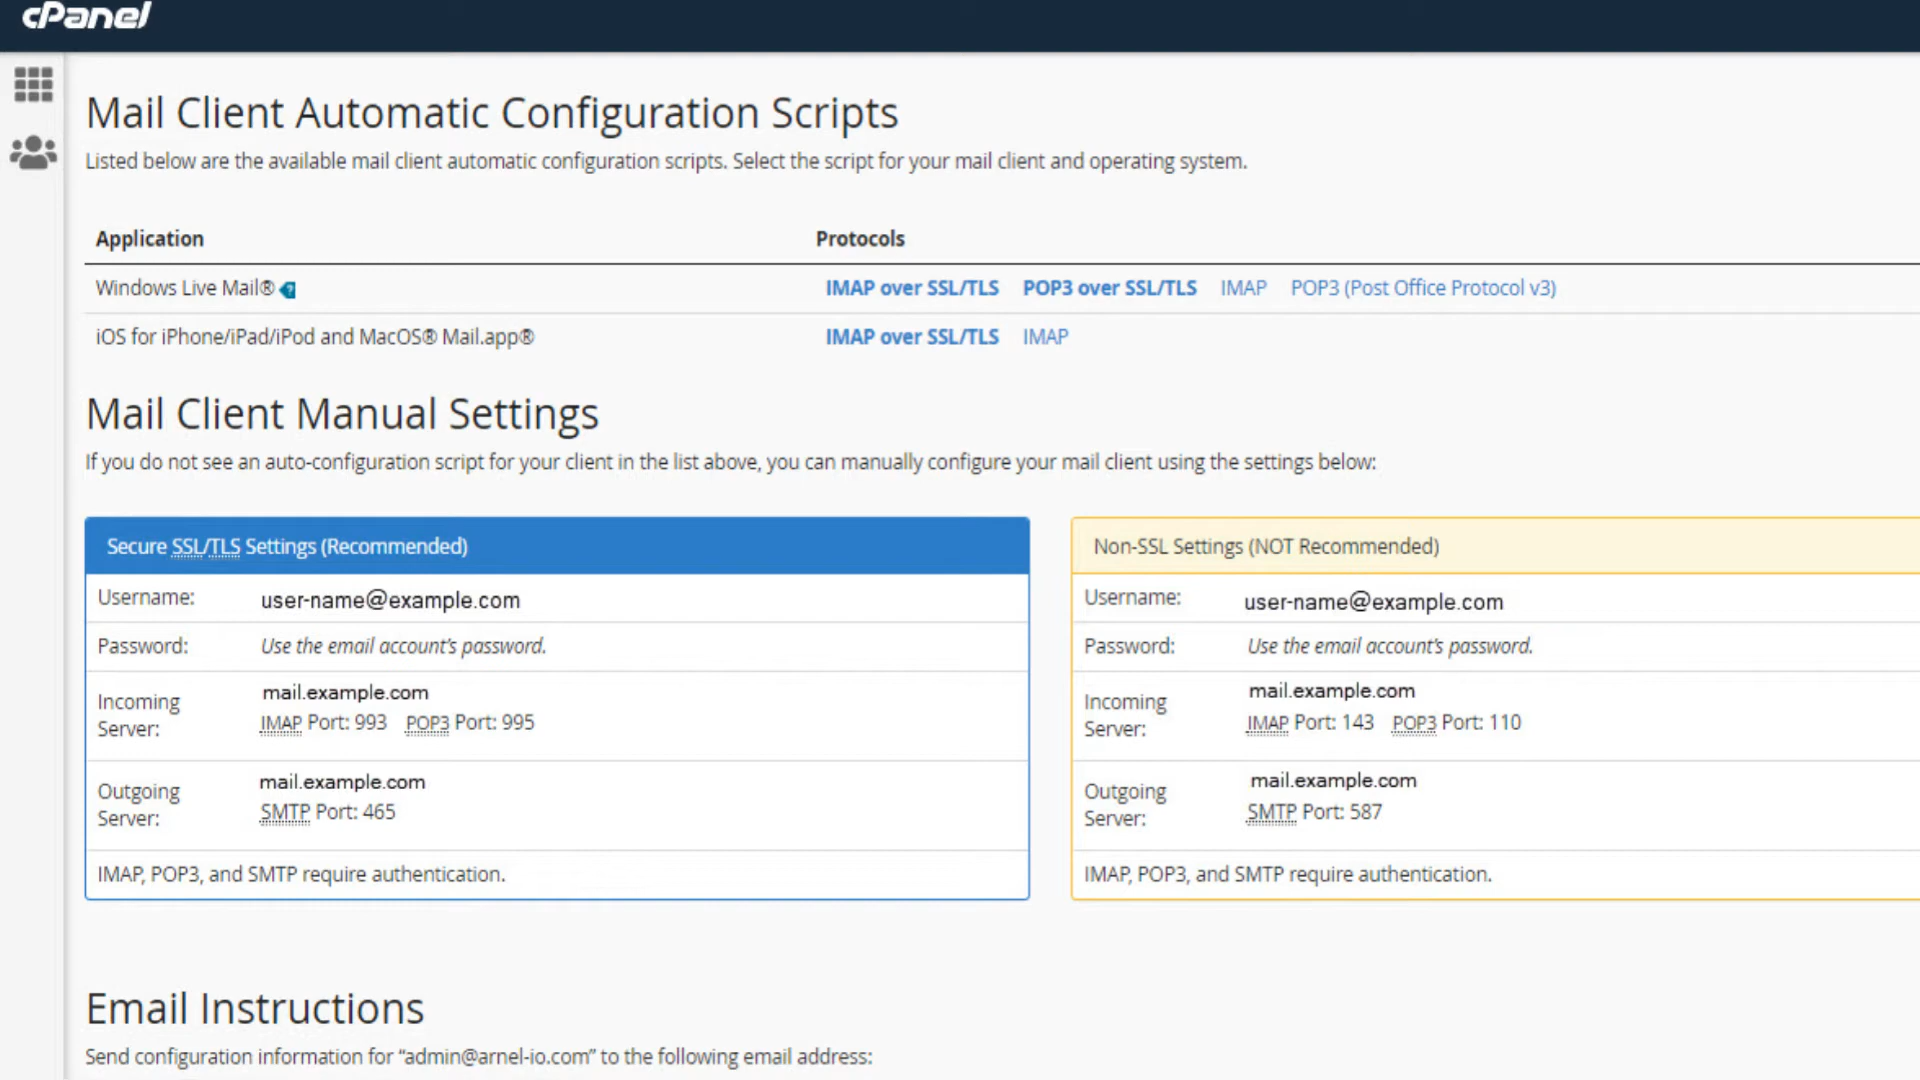 cPanel
Mail Client Automatic Configuration Scripts
Listed below are the available mail client automatic configuration scripts. Select the script for your mail client and operating system.
Application Protocols
Windows Live Mail® ? IMAP over SSL/TLS POP3 over SSL/TLS IMAP POP3 (Post Office Protocol v3)
iOS for iPhone/iPad/iPod and MacOS® Mail.app® IMAP over SSL/TLS IMAP
Mail Client Manual Settings
If you do not see an auto-configuration script for your client in the list above, you can manually configure your mail client using the settings below:
Secure SSL/TLS Settings (Recommended)
Username: user-name@example.com
Password: Use the email account’s password.
Incoming Server: mail.example.com
IMAP Port: 993 POP3 Port: 995
Outgoing Server: mail.example.com
SMTP Port: 465
IMAP, POP3, and SMTP require authentication.
Non-SSL Settings (NOT Recommended)
Username: user-name@example.com
Password: Use the email account’s password.
Incoming Server: mail.example.com
IMAP Port: 143 POP3 Port: 110
Outgoing Server: mail.example.com
SMTP Port: 587
IMAP, POP3, and SMTP require authentication.
Email Instructions
Send configuration information for “admin@arnel-io.com” to the following email address: